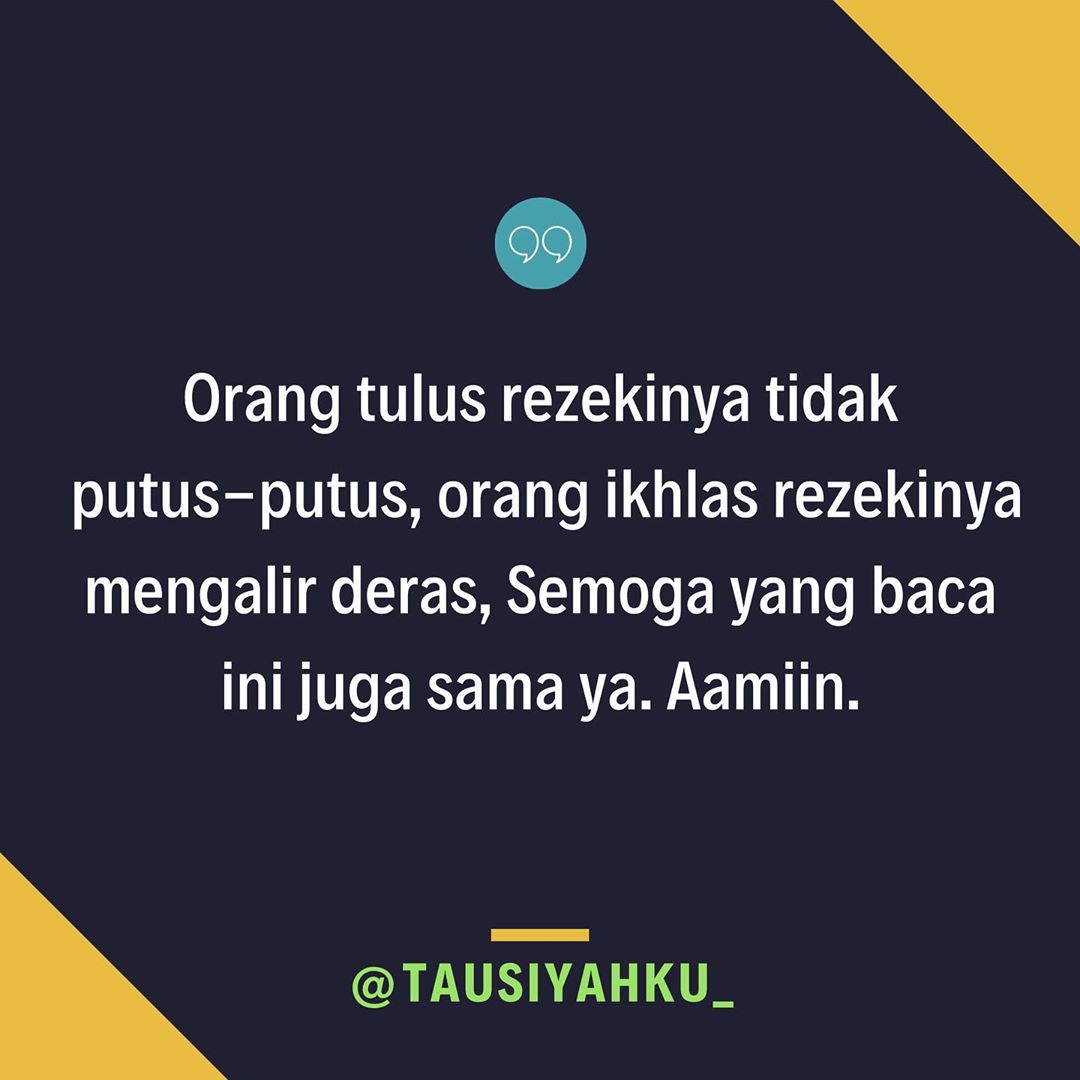 Orang tulus rezekinya tidak
putus-putus, orang ikhlas rezekinya
mengalir deras, Semoga yang baca
ini juga sama ya. Aamiin.
@TAUSIYAHKU_